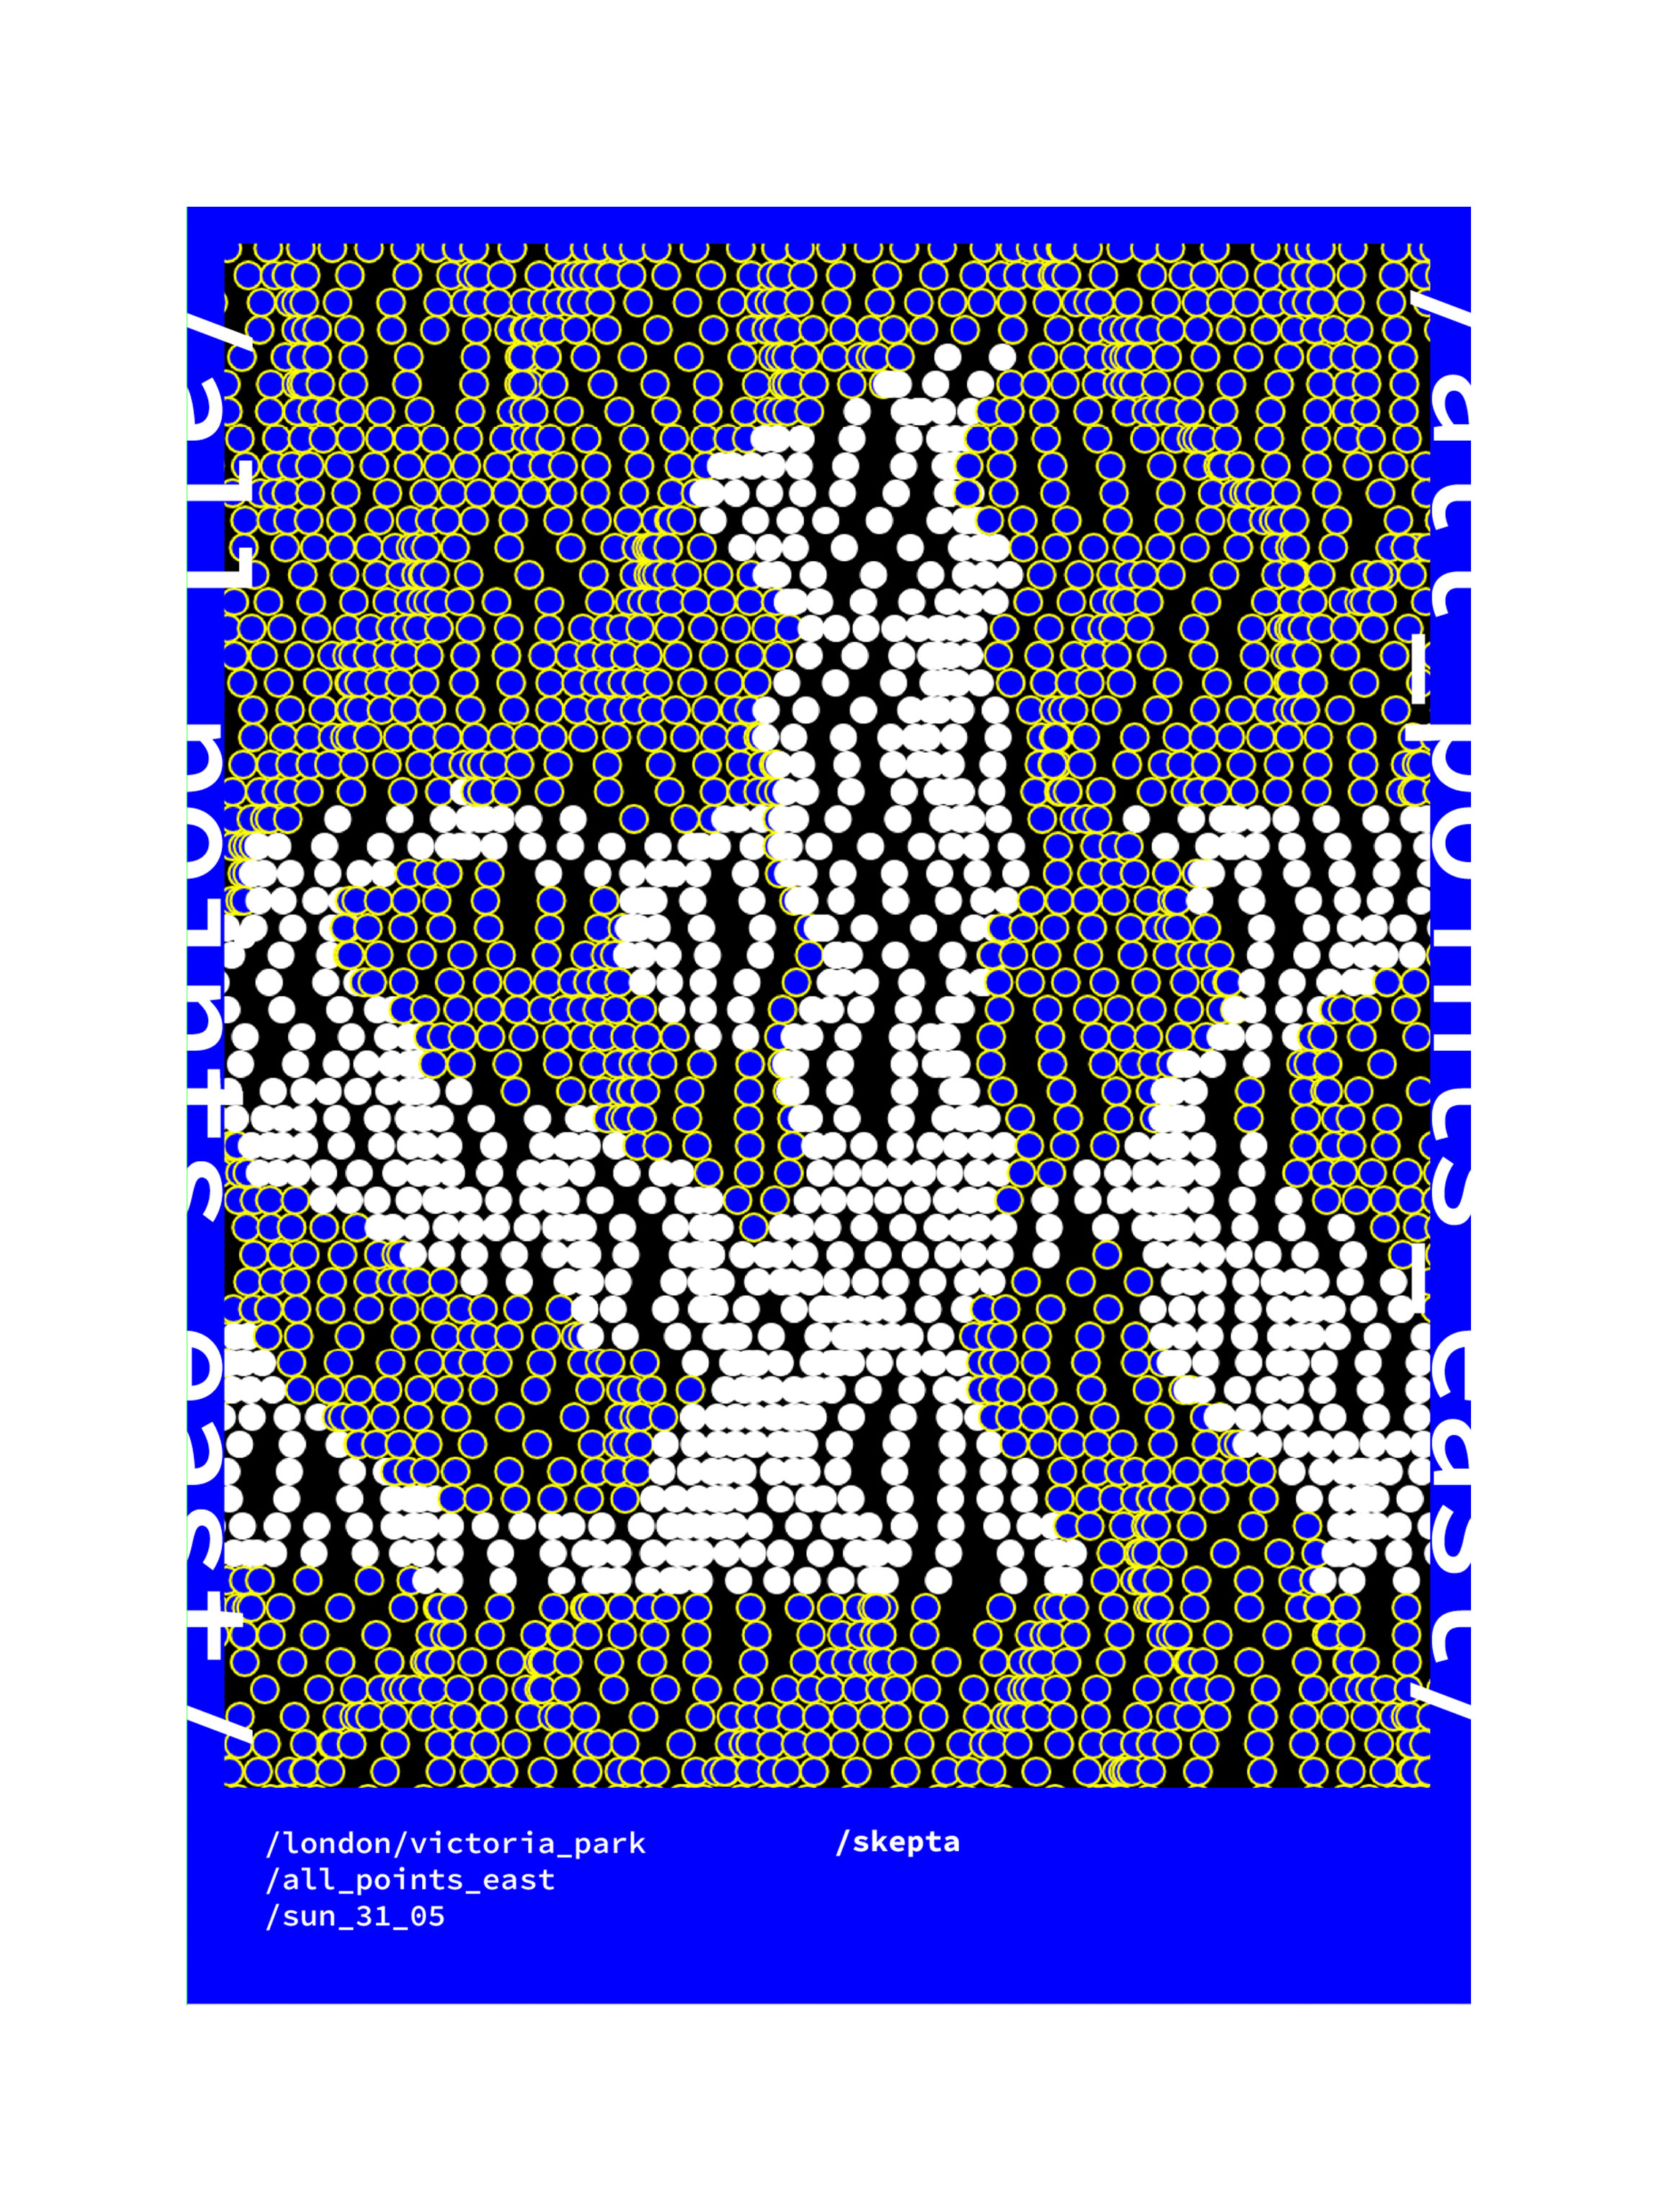 /all_points_east/
/all_points_east/
/london/victoria_park
/all_points_east
/sun_31_05
/skepta